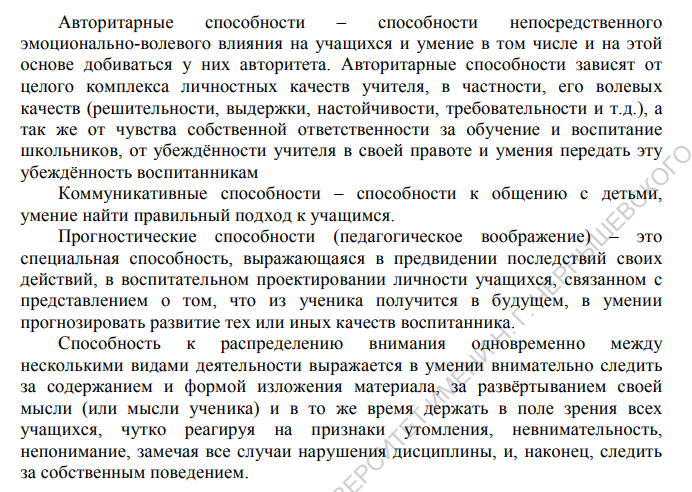 Авторитарные способности – способности непосредственного
эмоционально-волевого влияния на учащихся и умение в том числе и на этой
основе добиваться у них авторитета. Авторитарные способности зависят от
целого комплекса личностных качеств учителя, в частности, его волевых
качеств (решительности, выдержки, настойчивости, требовательности и т.д.), а
так же от чувства собственной ответственности за обучение и воспитание
школьников, от убеждённости учителя в своей правоте и умения передать эту
убеждённость воспитанникам
Коммуникативные способности – способности к общению с детьми,
умение найти правильный подход к учащимся.
Прогностические способности (педагогическое воображение) – это
специальная способность, выражающаяся в предвидении последствий своих
действий, в воспитательном проектировании личности учащихся, связанном с
представлением о том, что из ученика получится в будущем, в умении
прогнозировать развитие тех или иных качеств воспитанника.
Способность к распределению внимания одновременно между
несколькими видами деятельности выражается в умении внимательно следить
за содержанием и формой изложения материала, за развёртыванием своей
мысли (или мысли ученика) и в то же время держать в поле зрения всех
учащихся, чутко реагируя на признаки утомления, невнимательность,
непонимание, замечая все случаи нарушения дисциплины, и, наконец, следить
за собственным поведением.
ВЕРСИТЕТ ИМЕНИ Н. Г. ЧЕРНЫШЕВСКОГО